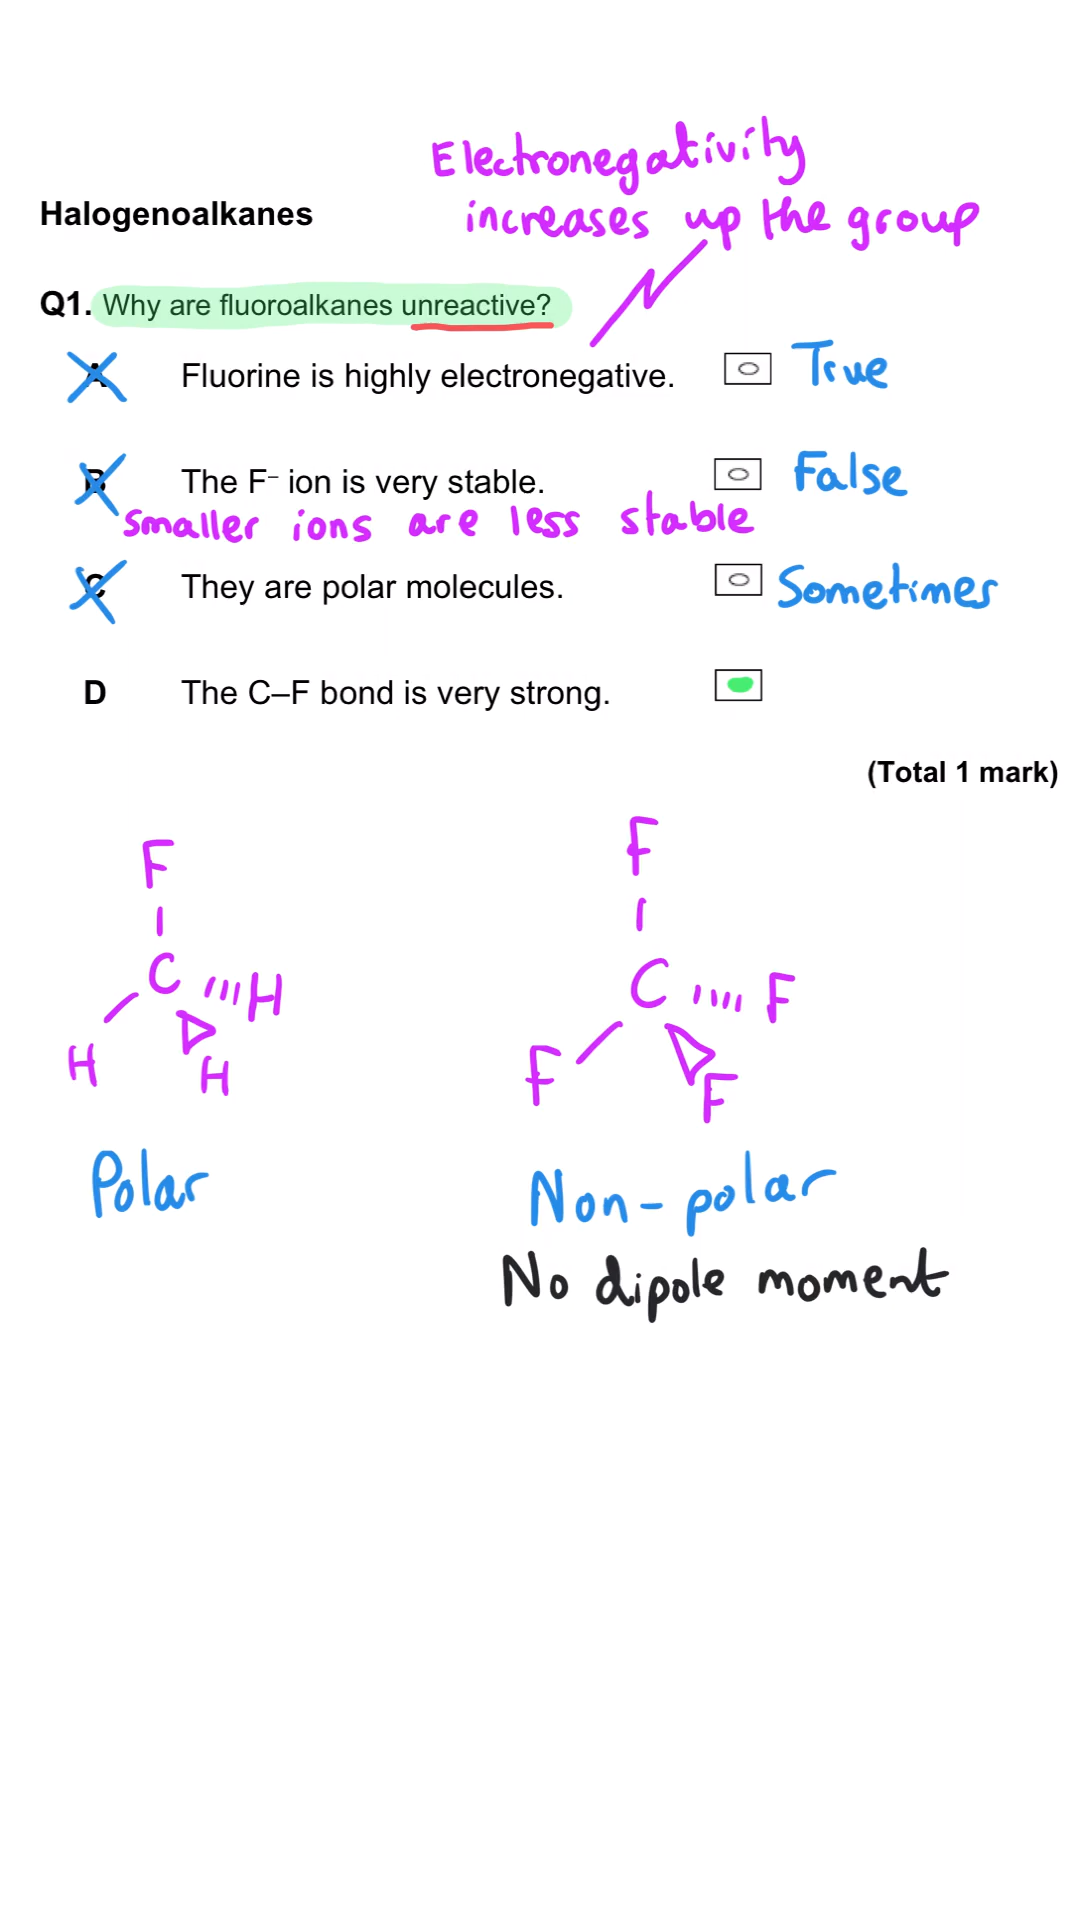 Electronegativity
increases up the group
Halogenoalkanes
Q1. Why are fluoroalkanes unreactive?
A Fluorine is highly electronegative. True
B The F⁻ ion is very stable. False
smaller ions are less stable
C They are polar molecules. Sometimes
D The C–F bond is very strong.
(Total 1 mark)
F
C H
H H
Polar
F
C F
F F
Non-polar
No dipole moment